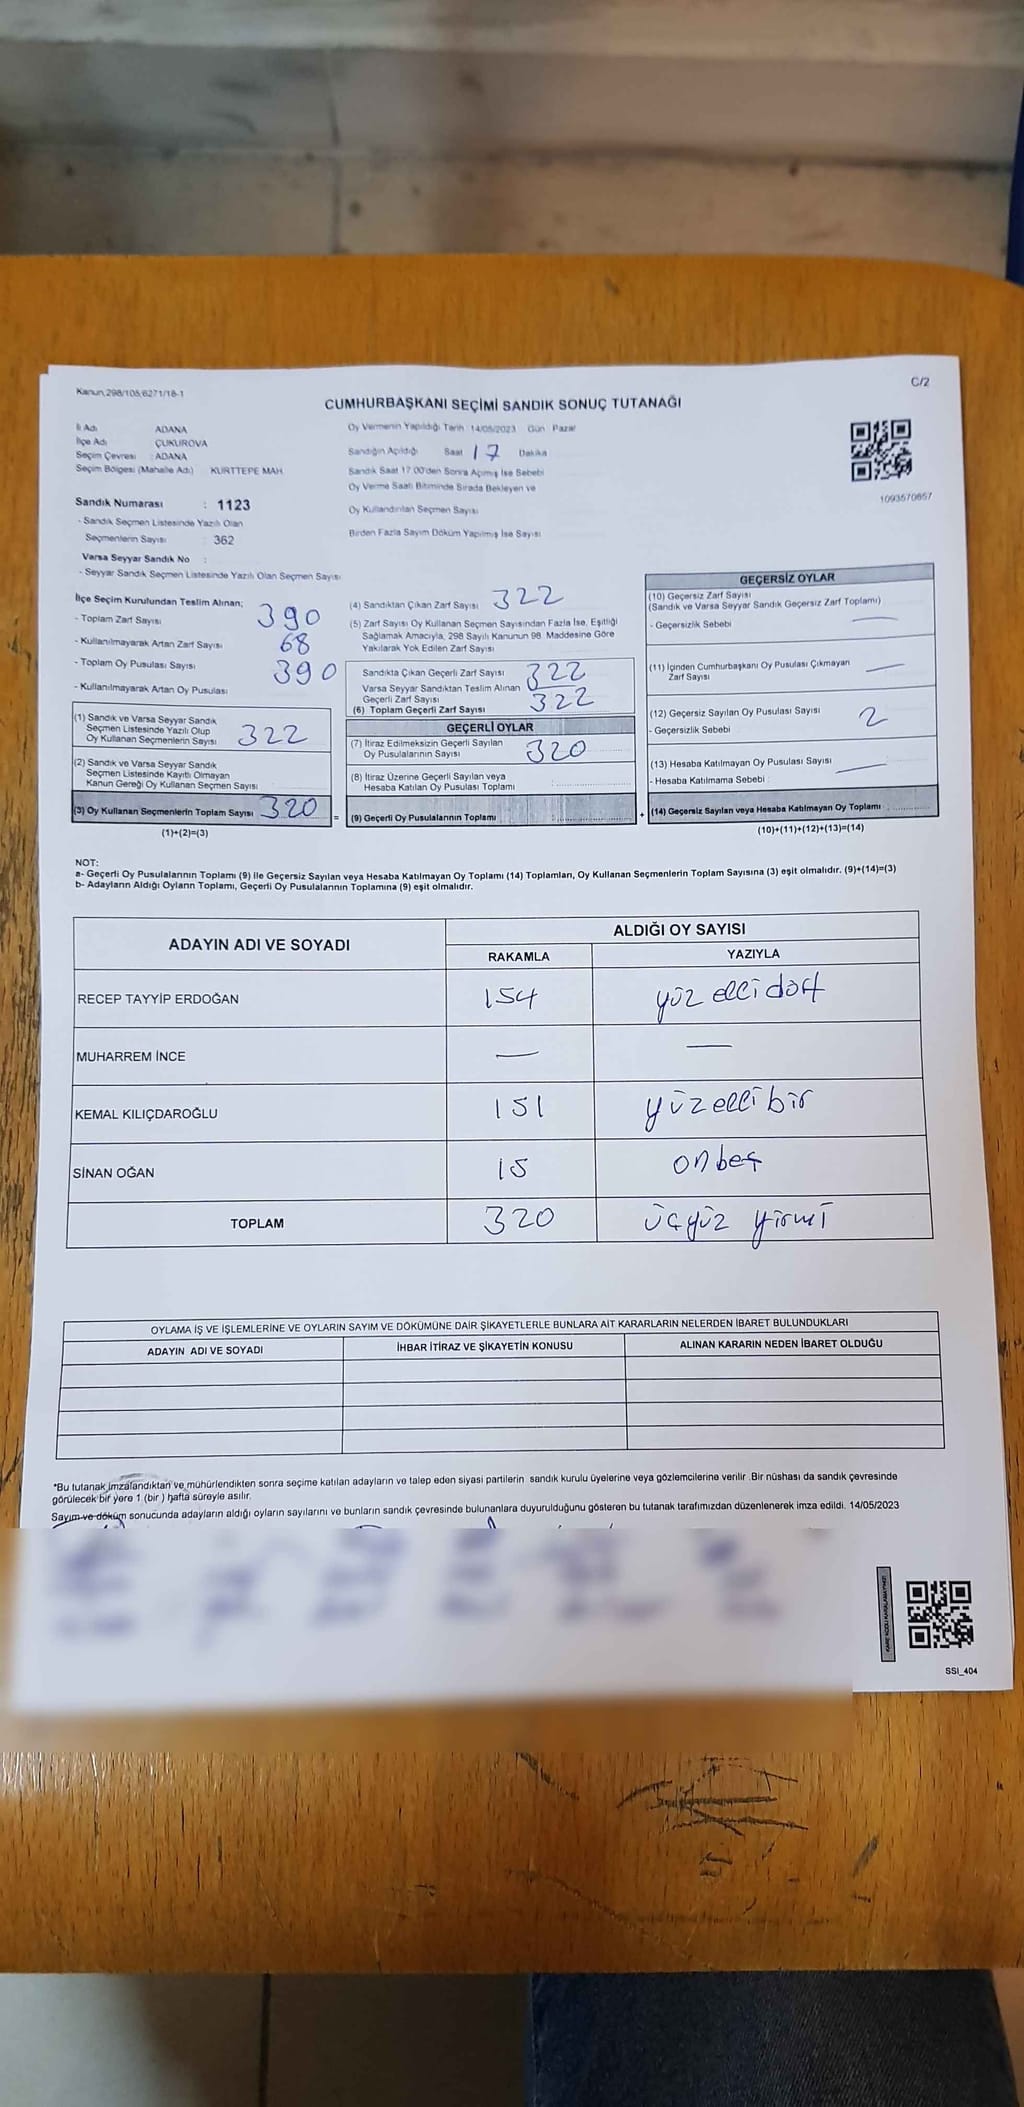 Kanun,298/105,6271/18-1
C/2
CUMHURBAŞKANI SEÇİMİ SANDIK SONUÇ TUTANAĞI
İl Adı ADANA
İlçe Adı ÇUKUROVA
Seçim Çevresi : ADANA
Seçim Bölgesi (Mahalle Adı) : KURTTEPE MAH
Sandık Numarası : 1123
- Sandık Seçmen Listesinde Yazılı Olan
Seçmenlerin Sayısı 362
Varsa Seyyar Sandık No :
- Seyyar Sandık Seçmen Listesinde Yazılı Olan Seçmen Sayısı
Oy Vermenin Yapıldığı Tarih :14/05/2023 Gün Pazar
Sandığın Açıldığı Saat 17 Dakika
Sandık Saat 17 00'den Sonra Açımış İse Sebebi
Oy Verme Saati Bitiminde Sırada Bekleyen ve
Oy Kullandırılan Seçmen Sayısı
Birden Fazla Sayım Döküm Yapılmış İse Sayısı
1093570657
İlçe Seçim Kurulundan Teslim Alınan;
- Toplam Zarf Sayısı 390
- Kullanılmayarak Artan Zarf Sayısı 68
- Toplam Oy Pusulası Sayısı 390
- Kullanılmayarak Artan Oy Pusulası
(1) Sandık ve Varsa Seyyar Sandık
Seçmen Listesinde Yazılı Olup
Oy Kullanan Seçmenlerin Sayısı 322
(2) Sandık ve Varsa Seyyar Sandık
Seçmen Listesinde Kayıtlı Olmayan
Kanun Gereği Oy Kullanan Seçmen Sayısı
(3) Oy Kullanan Seçmenlerin Toplam Sayısı 320
(1)+(2)=(3)
=
(4) Sandıktan Çıkan Zarf Sayısı 322
(5) Zarf Sayısı Oy Kullanan Seçmen Sayısından Fazla İse, Eşitliği
Sağlamak Amacıyla, 298 Sayılı Kanunun 98. Maddesine Göre
Yakılarak Yok Edilen Zarf Sayısı
Sandıkta Çıkan Geçerli Zarf Sayısı 322
Varsa Seyyar Sandıktan Teslim Alınan
Geçerli Zarf Sayısı
(6) Toplam Geçerli Zarf Sayısı 322
GEÇERLİ OYLAR
(7) İtiraz Edilmeksizin Geçerli Sayılan
Oy Pusulalarının Sayısı 320
(8) İtiraz Üzerine Geçerli Sayılan veya
Hesaba Katılan Oy Pusulası Toplamı
(9) Geçerli Oy Pusulalarının Toplamı
+
GEÇERSİZ OYLAR
(10) Geçersiz Zarf Sayısı
(Sandık ve Varsa Seyyar Sandık Geçersiz Zarf Toplamı)
- Geçersizlik Sebebi —
(11) İçinden Cumhurbaşkanı Oy Pusulası Çıkmayan
Zarf Sayısı —
(12) Geçersiz Sayılan Oy Pusulası Sayısı 2
- Geçersizlik Sebebi
(13) Hesaba Katılmayan Oy Pusulası Sayısı —
- Hesaba Katılmama Sebebi
(14) Geçersiz Sayılan veya Hesaba Katılmayan Oy Toplamı
(10)+(11)+(12)+(13)=(14)
NOT:
a- Geçerli Oy Pusulalarının Toplamı (9) ile Geçersiz Sayılan veya Hesaba Katılmayan Oy Toplamı (14) Toplamları, Oy Kullanan Seçmenlerin Toplam Sayısına (3) eşit olmalıdır. (9)+(14)=(3)
b- Adayların Aldığı Oyların Toplamı, Geçerli Oy Pusulalarının Toplamına (9) eşit olmalıdır.
ADAYIN ADI VE SOYADI
ALDIĞI OY SAYISI
RAKAMLA YAZIYLA
RECEP TAYYİP ERDOĞAN 154 yüz elli dört
MUHARREM İNCE — —
KEMAL KILIÇDAROĞLU 151 yüzellibir
SİNAN OĞAN 15 onbeş
TOPLAM 320 üçyüz yirmi
OYLAMA İŞ VE İŞLEMLERİNE VE OYLARIN SAYIM VE DÖKÜMÜNE DAİR ŞİKAYETLERLE BUNLARA AİT KARARLARIN NELERDEN İBARET BULUNDUKLARI
ADAYIN ADI VE SOYADI İHBAR İTİRAZ VE ŞİKAYETİN KONUSU ALINAN KARARIN NEDEN İBARET OLDUĞU
*Bu tutanak imzalandıktan ve mühürlendikten sonra seçime katılan adayların ve talep eden siyasi partilerin sandık kurulu üyelerine veya gözlemcilerine verilir .Bir nüshası da sandık çevresinde
görülecek bir yere 1 (bir ) hafta süreyle asılır.
Sayım ve döküm sonucunda adayların aldığı oyların sayılarını ve bunların sandık çevresinde bulunanlara duyurulduğunu gösteren bu tutanak tarafımızdan düzenlenerek imza edildi. 14/05/2023
SSI_404